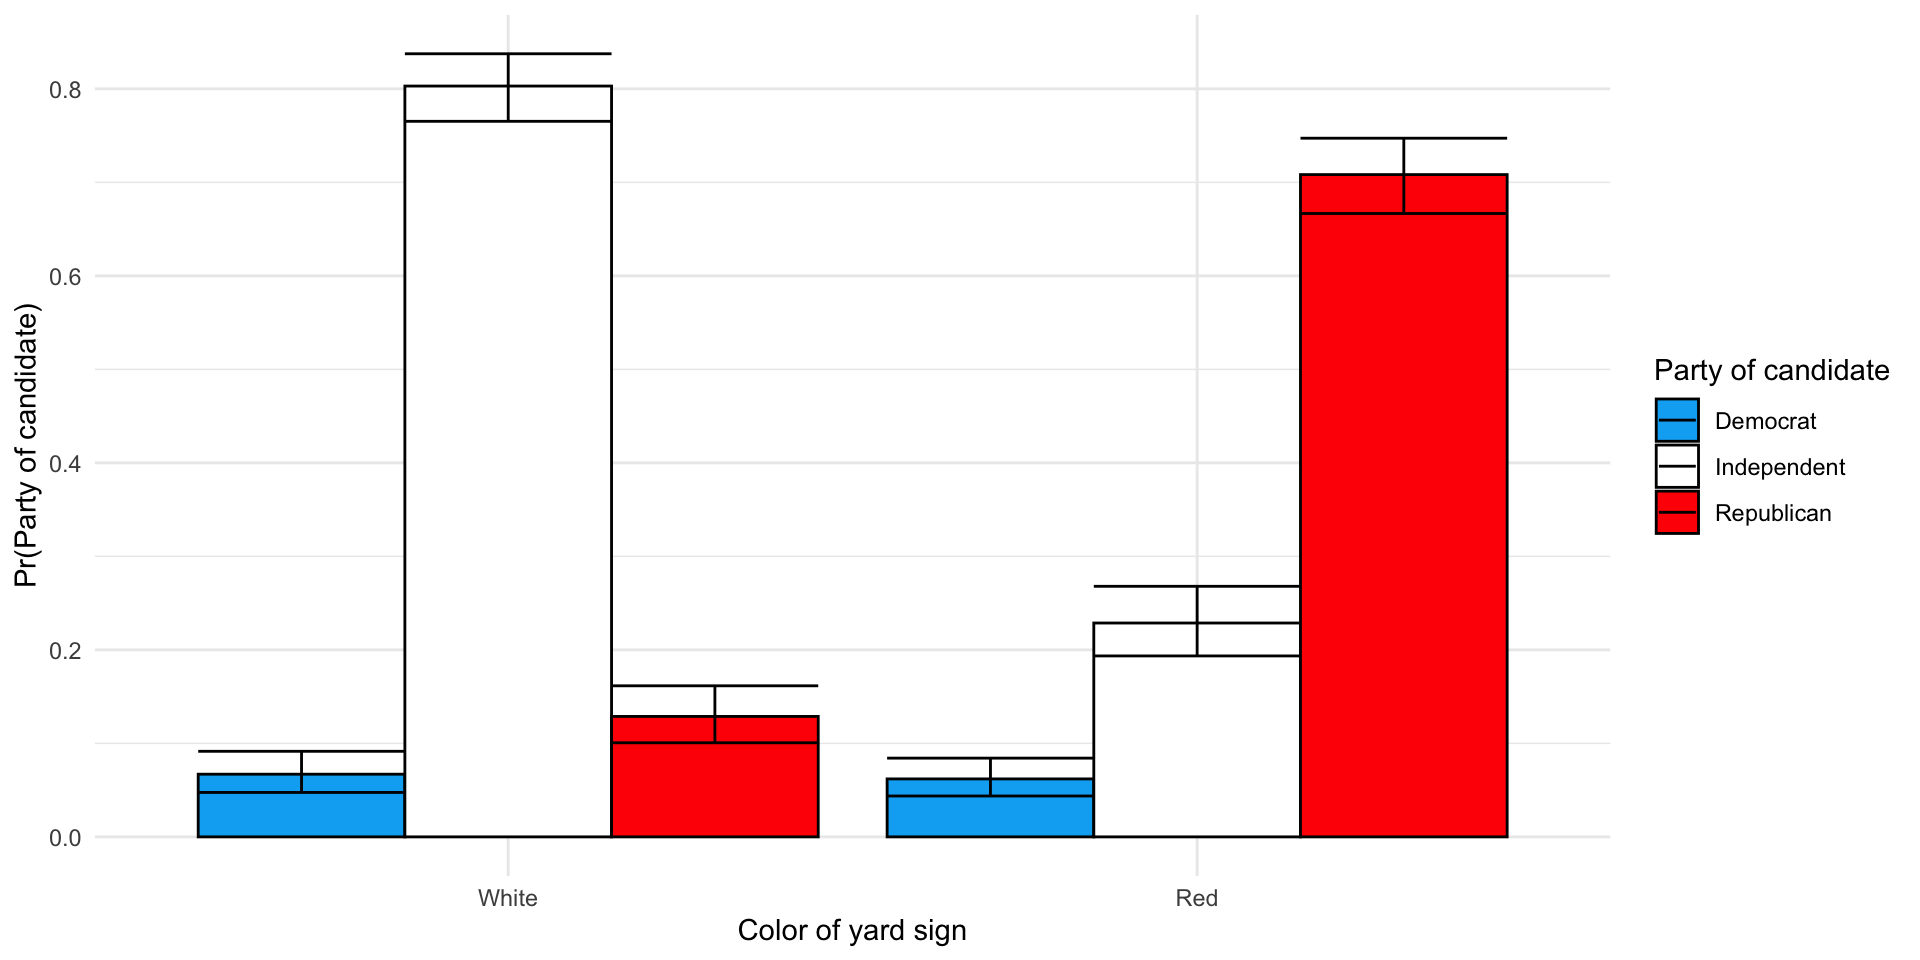 Pr(Party of candidate)
0.8
0.6
0.4
0.2
0.0
White
Red
Color of yard sign
Party of candidate
Democrat
Independent
Republican